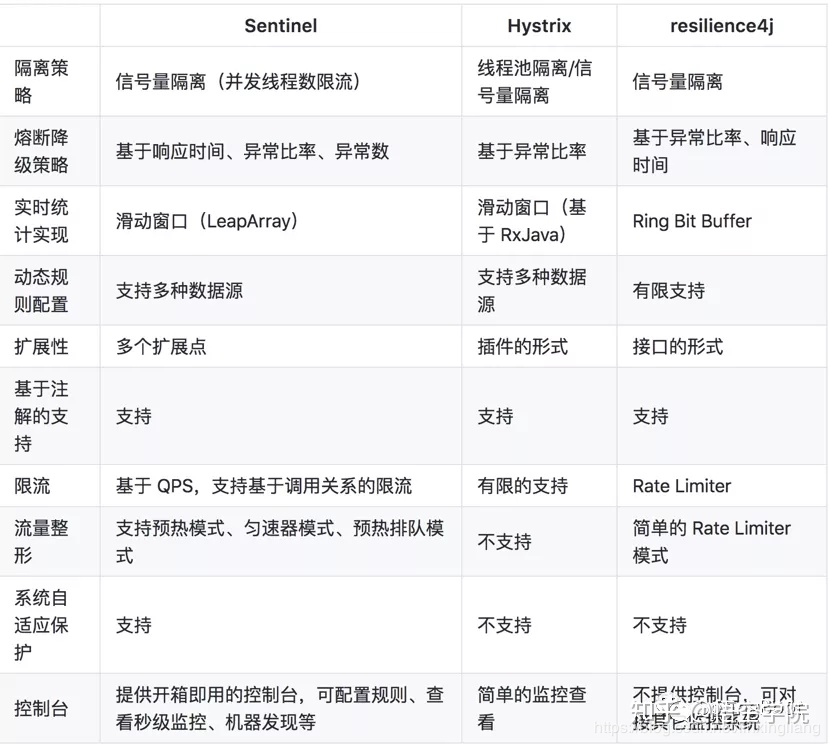 Sentinel
Hystrix
resilience4j
隔离策
略
信号量隔离（并发线程数限流）
线程池隔离/信
号量隔离
信号量隔离
熔断降
级策略
基于响应时间、异常比率、异常数
基于异常比率
基于异常比率、响应
时间
实时统
计实现
滑动窗口（LeapArray）
滑动窗口（基
于 RxJava）
Ring Bit Buffer
动态规
则配置
支持多种数据源
支持多种数据
源
有限支持
扩展性
多个扩展点
插件的形式
接口的形式
基于注
解的支
持
支持
支持
支持
限流
基于 QPS，支持基于调用关系的限流
有限的支持
Rate Limiter
流量整
形
支持预热模式、匀速器模式、预热排队模
式
不支持
简单的 Rate Limiter
模式
系统自
适应保
护
支持
不支持
不支持
控制台
提供开箱即用的控制台，可配置规则、查
看秒级监控、机器发现等
简单的监控查
看
不提供控制台，可对
接其它监控系统
知乎 @悟空学院